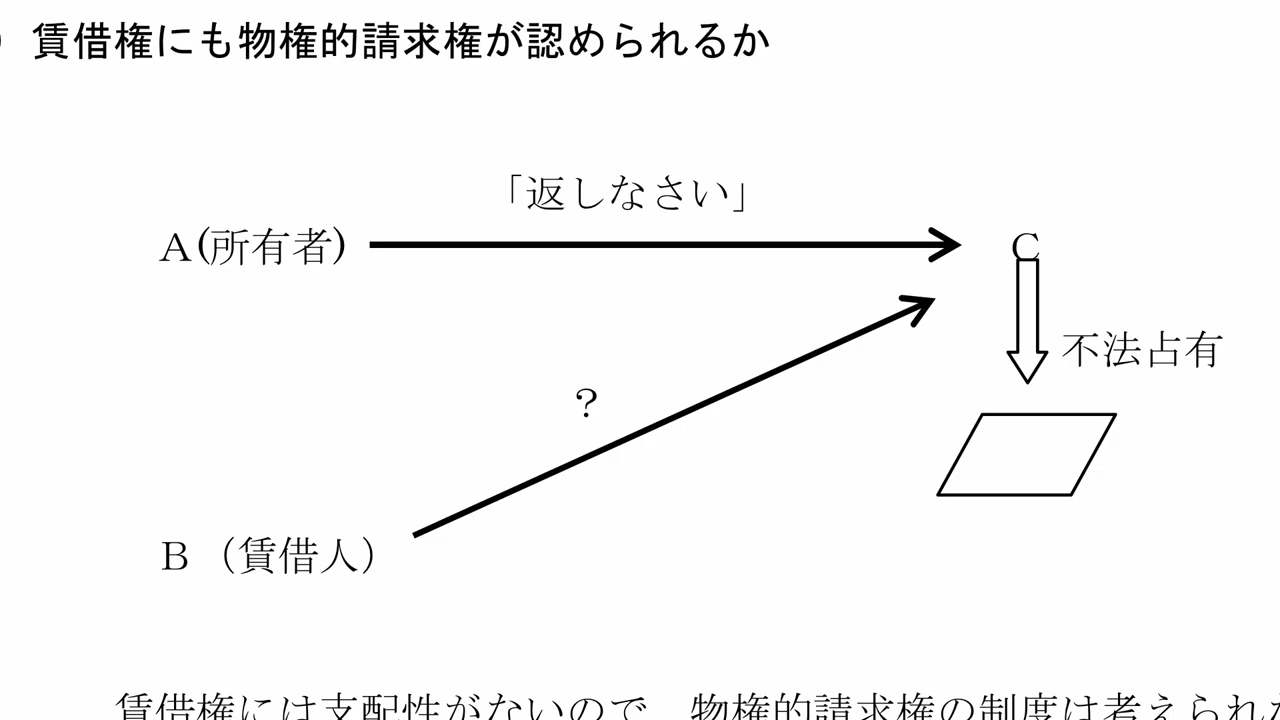 ) 賃借権にも物権的請求権が認められるか
「返しなさい」
A(所有者)
C
不法占有
?
B（賃借人）
賃借権には支配性がないので、物権的請求権の制度は考えられ